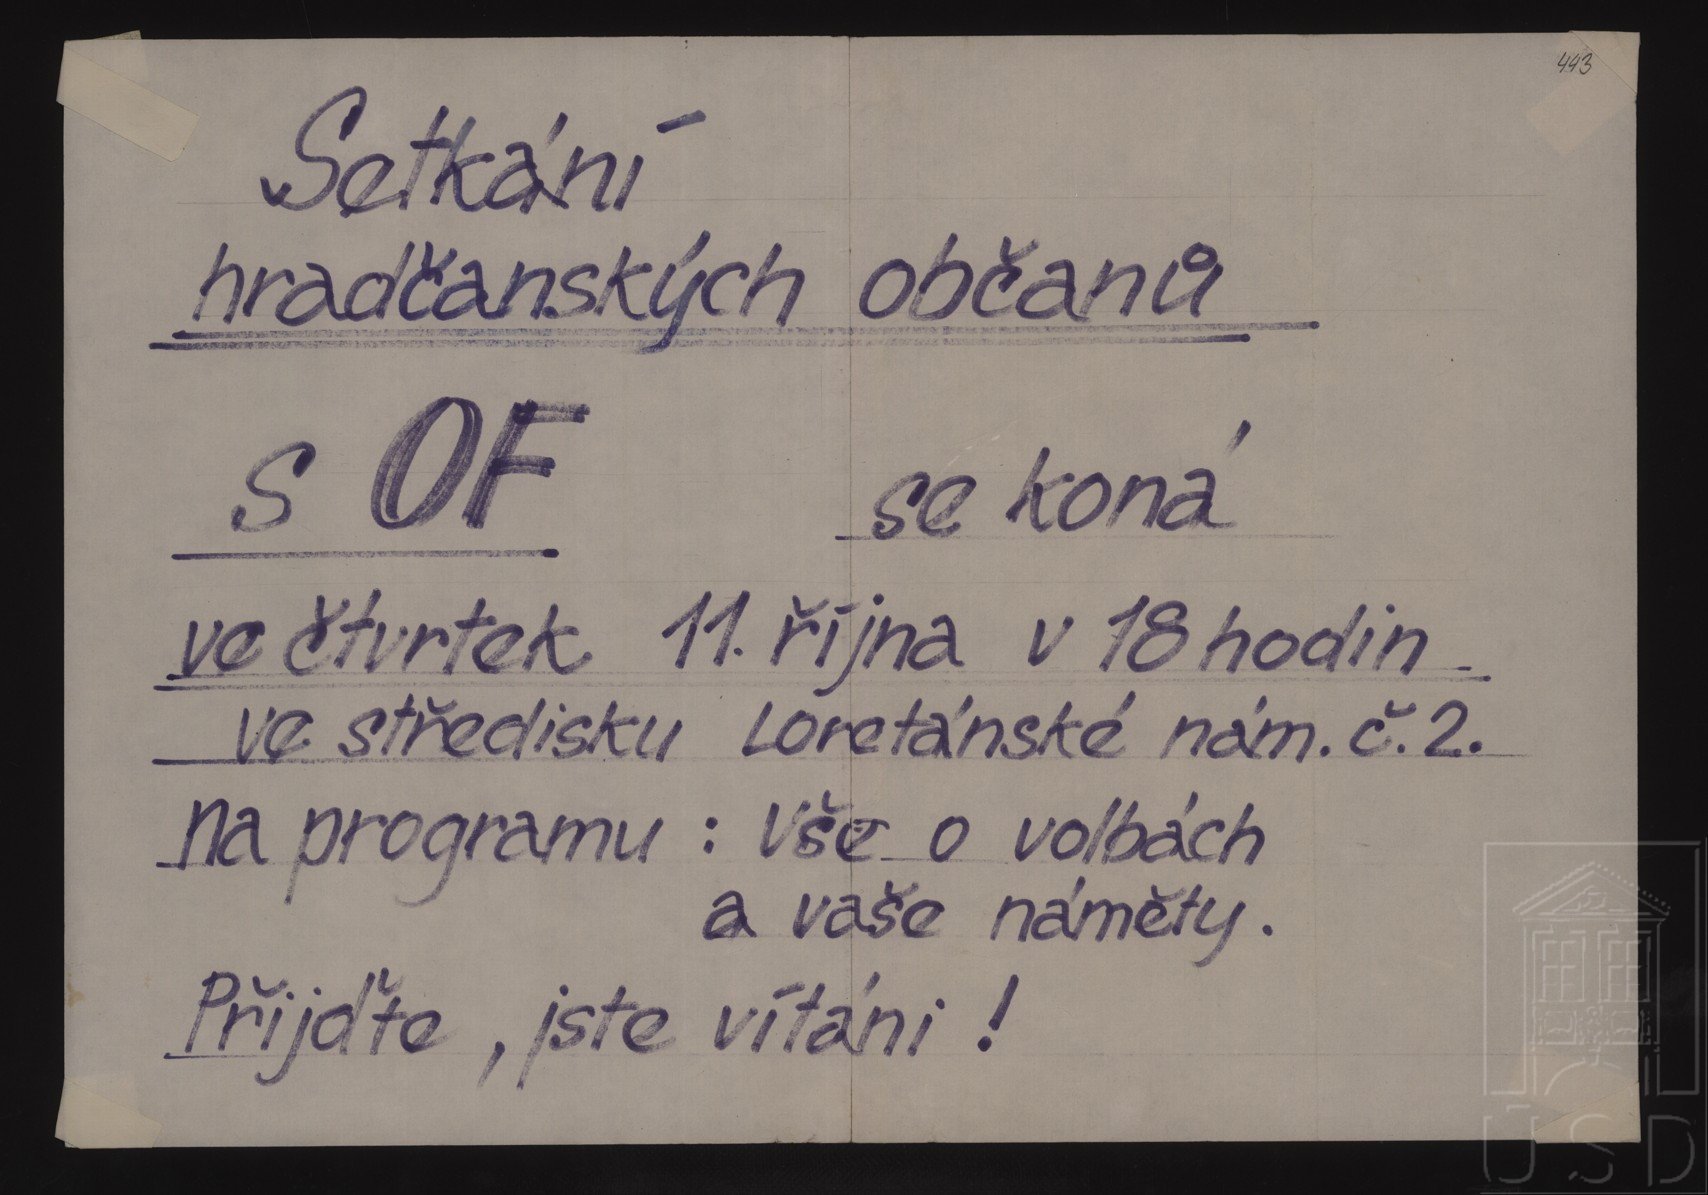 443
Setkání
hradčanských občanů
s OF se koná
ve čtvrtek 11. října v 18 hodin
ve středisku Loretánské nám. č. 2.
na programu : vše o volbách
a vaše náměty.
Přijďte, jste vítáni !
ÚSD